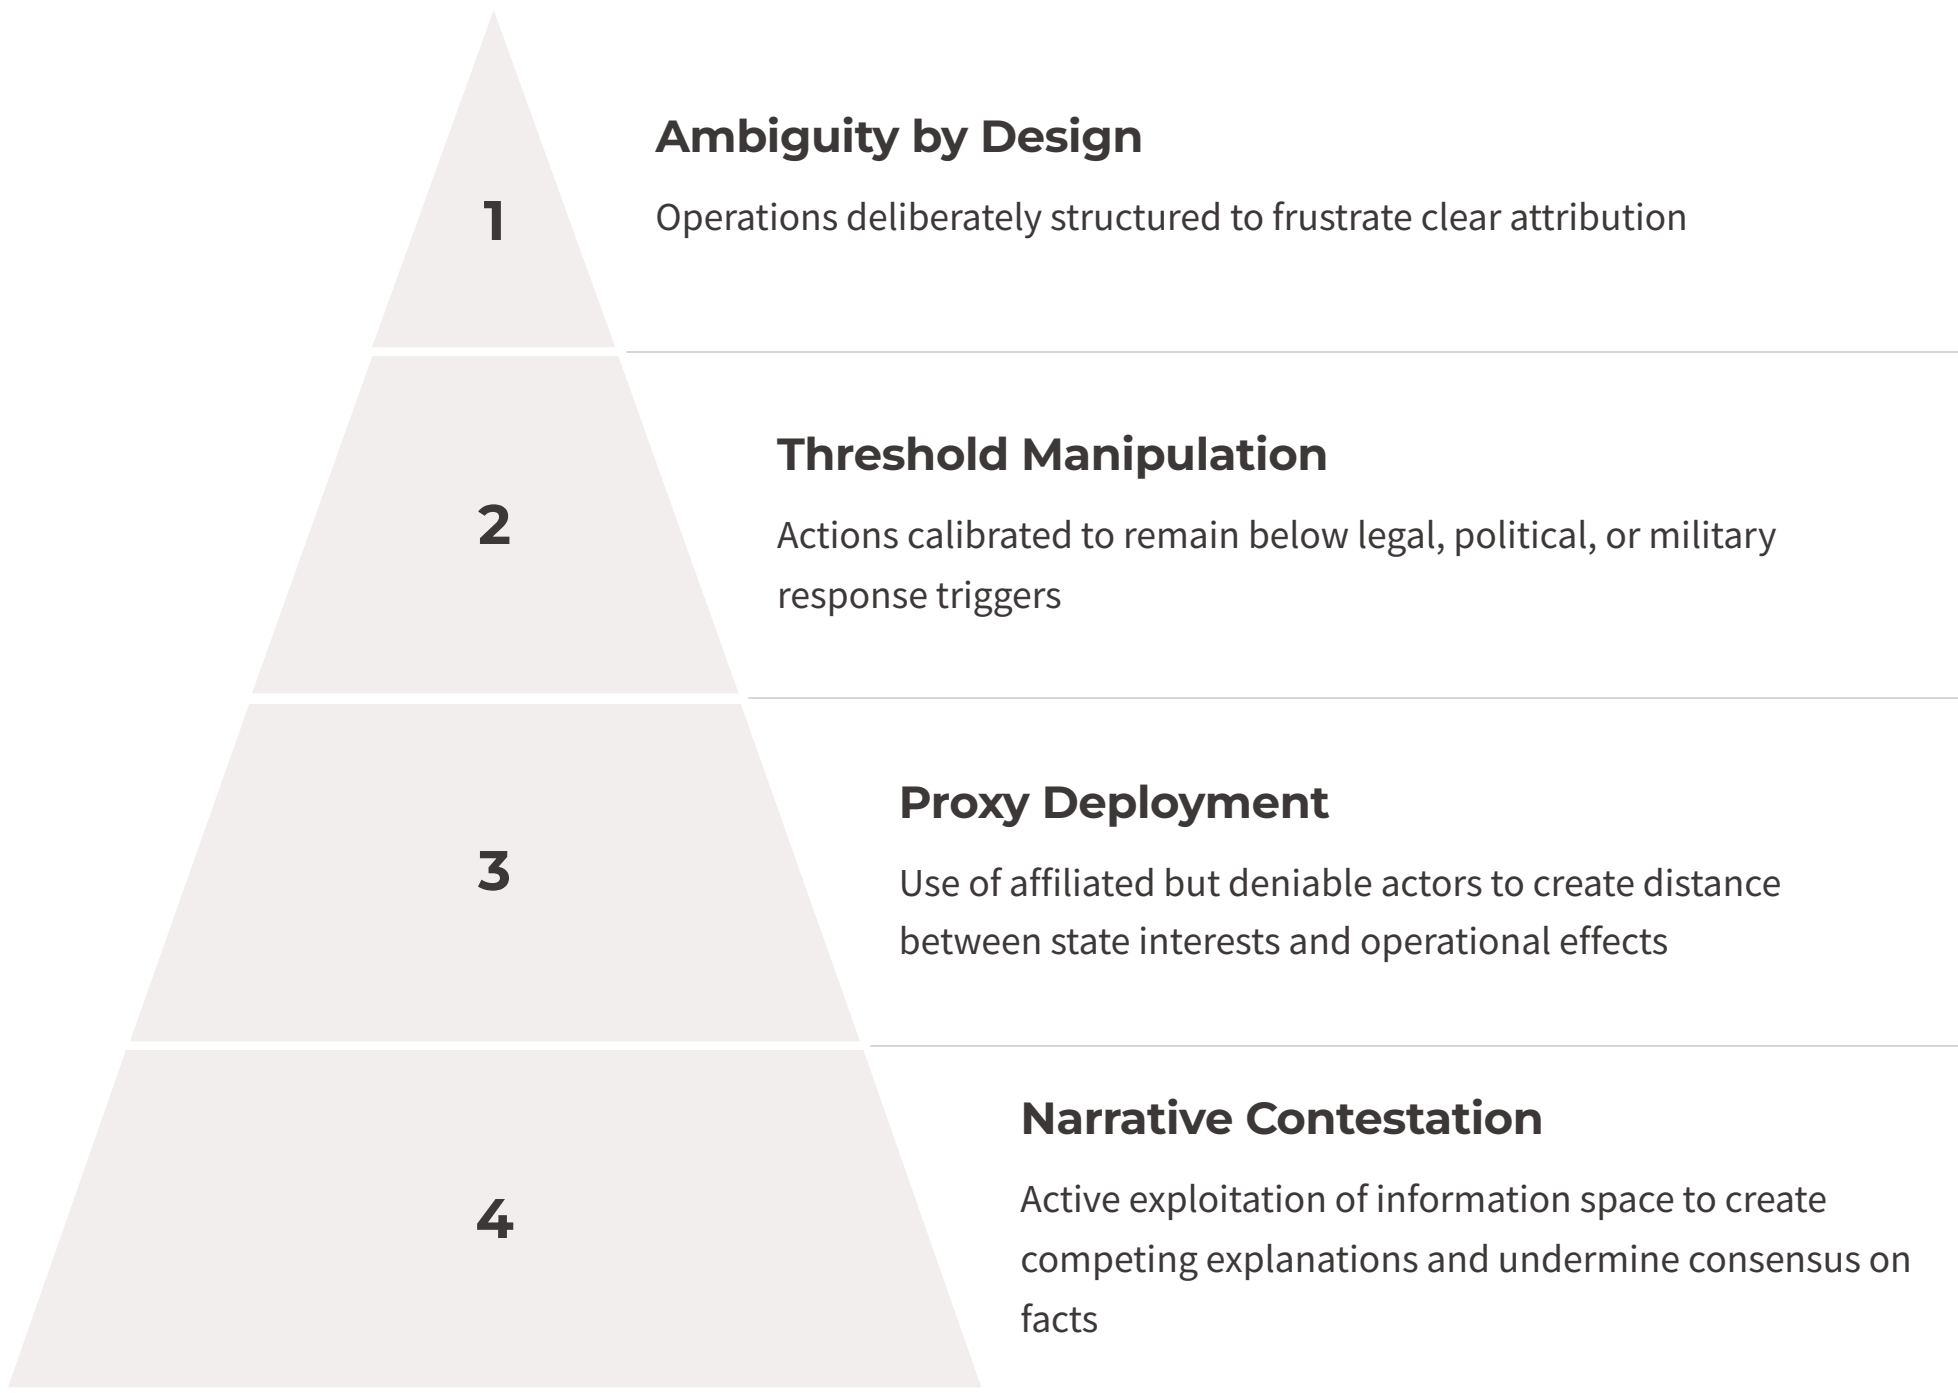 1
Ambiguity by Design
Operations deliberately structured to frustrate clear attribution
2
Threshold Manipulation
Actions calibrated to remain below legal, political, or military
response triggers
3
Proxy Deployment
Use of affiliated but deniable actors to create distance
between state interests and operational effects
4
Narrative Contestation
Active exploitation of information space to create
competing explanations and undermine consensus on
facts